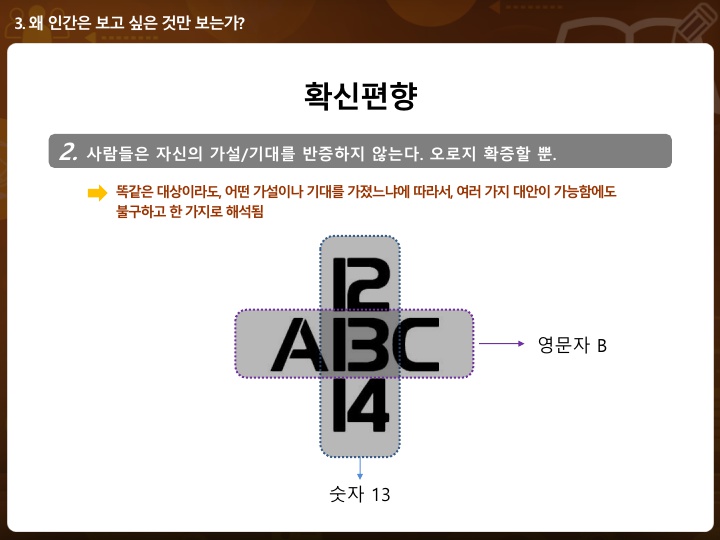 3. 왜 인간은 보고 싶은 것만 보는가?
확신편향
2. 사람들은 자신의 가설/기대를 반증하지 않는다. 오로지 확증할 뿐.
똑같은 대상이라도, 어떤 가설이나 기대를 가졌느냐에 따라서, 여러 가지 대안이 가능함에도
불구하고 한 가지로 해석됨
12
ABC
14
영문자 B
숫자 13